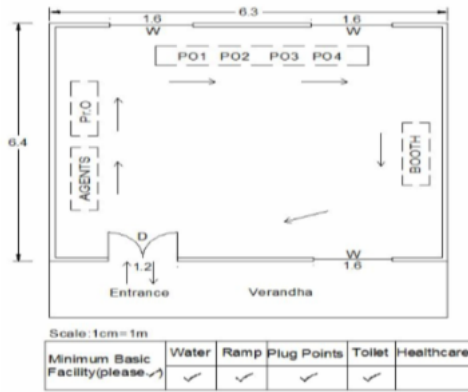 6.3
1.6
W
1.6
W
PO1 PO2 PO3 PO4
Pr.O
6.4
AGENTS
BOOTH
D
1.2
W
1.6
Entrance Verandha
Scale:1cm=1m
Minimum Basic Facility(please✓) Water Ramp Plug Points Toilet Healthcare
✓ ✓ ✓ ✓